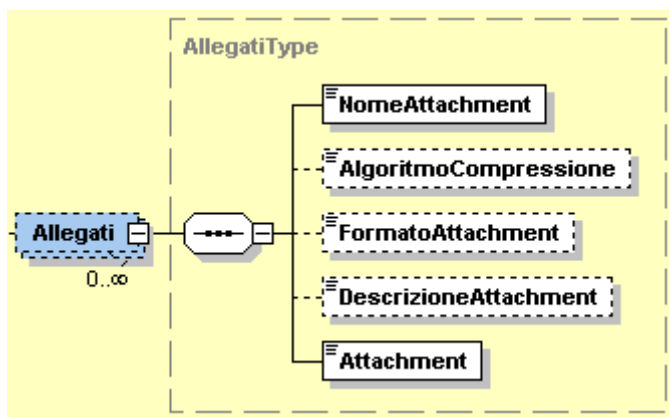 AllegatiType
NomeAttachment
AlgoritmoCompressione
Allegati
0..∞
FormatoAttachment
DescrizioneAttachment
Attachment